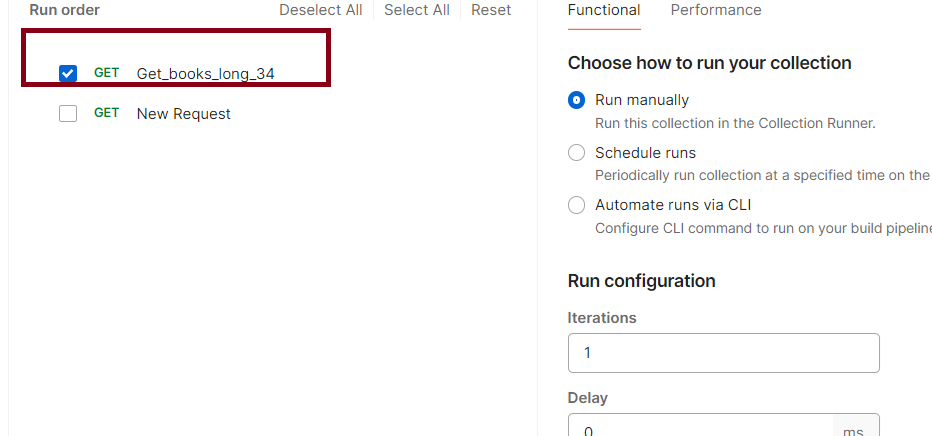 Run order Deselect All Select All Reset
GET Get_books_long_34
GET New Request
Functional Performance
Choose how to run your collection
Run manually
Run this collection in the Collection Runner.
Schedule runs
Periodically run collection at a specified time on the
Automate runs via CLI
Configure CLI command to run on your build pipeline
Run configuration
Iterations
1
Delay
0 ms